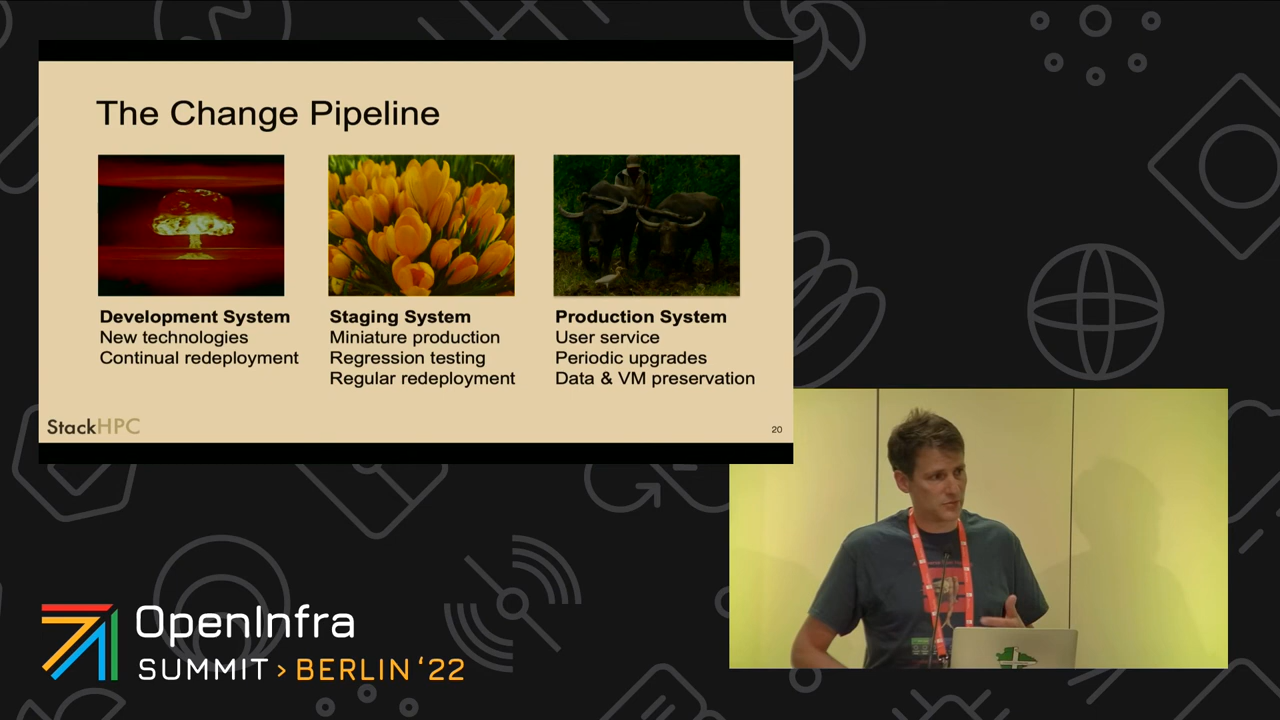 The Change Pipeline
Development System
New technologies
Continual redeployment
Staging System
Miniature production
Regression testing
Regular redeployment
Production System
User service
Periodic upgrades
Data & VM preservation
StackHPC
20
OpenInfra
SUMMIT > BERLIN ‘22